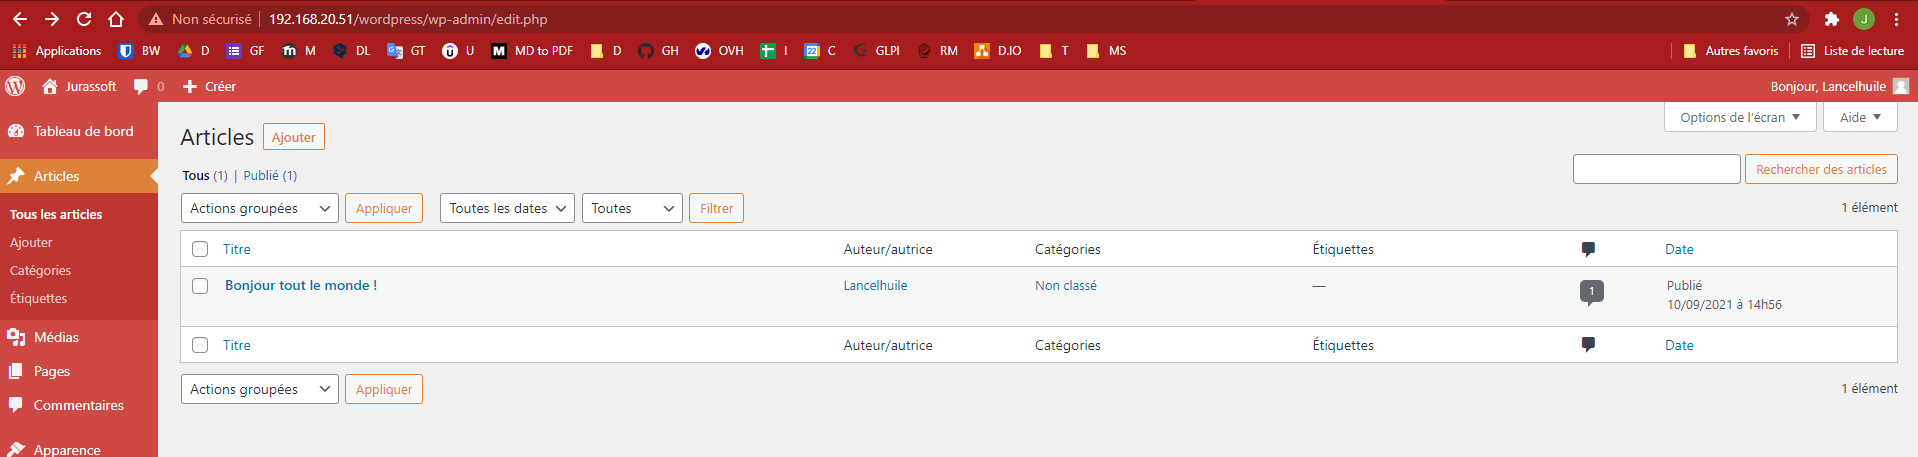 Non sécurisé 192.168.20.51/wordpress/wp-admin/edit.php J
Applications BW D GF M DL GT U MD to PDF D GH OVH I 22 C GLPI RM D.IO T MS Autres favoris Liste de lecture
Jurassoft 0 Créer Bonjour, Lancelhuile
Tableau de bord
Articles
Tous les articles
Ajouter
Catégories
Étiquettes
Médias
Pages
Commentaires
Apparence
Options de l'écran Aide
Articles Ajouter
Tous (1) | Publié (1) Rechercher des articles
Actions groupées Appliquer Toutes les dates Toutes Filtrer 1 élément
Titre Auteur/autrice Catégories Étiquettes Date
Bonjour tout le monde ! Lancelhuile Non classé — 1 Publié
10/09/2021 à 14h56
Titre Auteur/autrice Catégories Étiquettes Date
Actions groupées Appliquer 1 élément